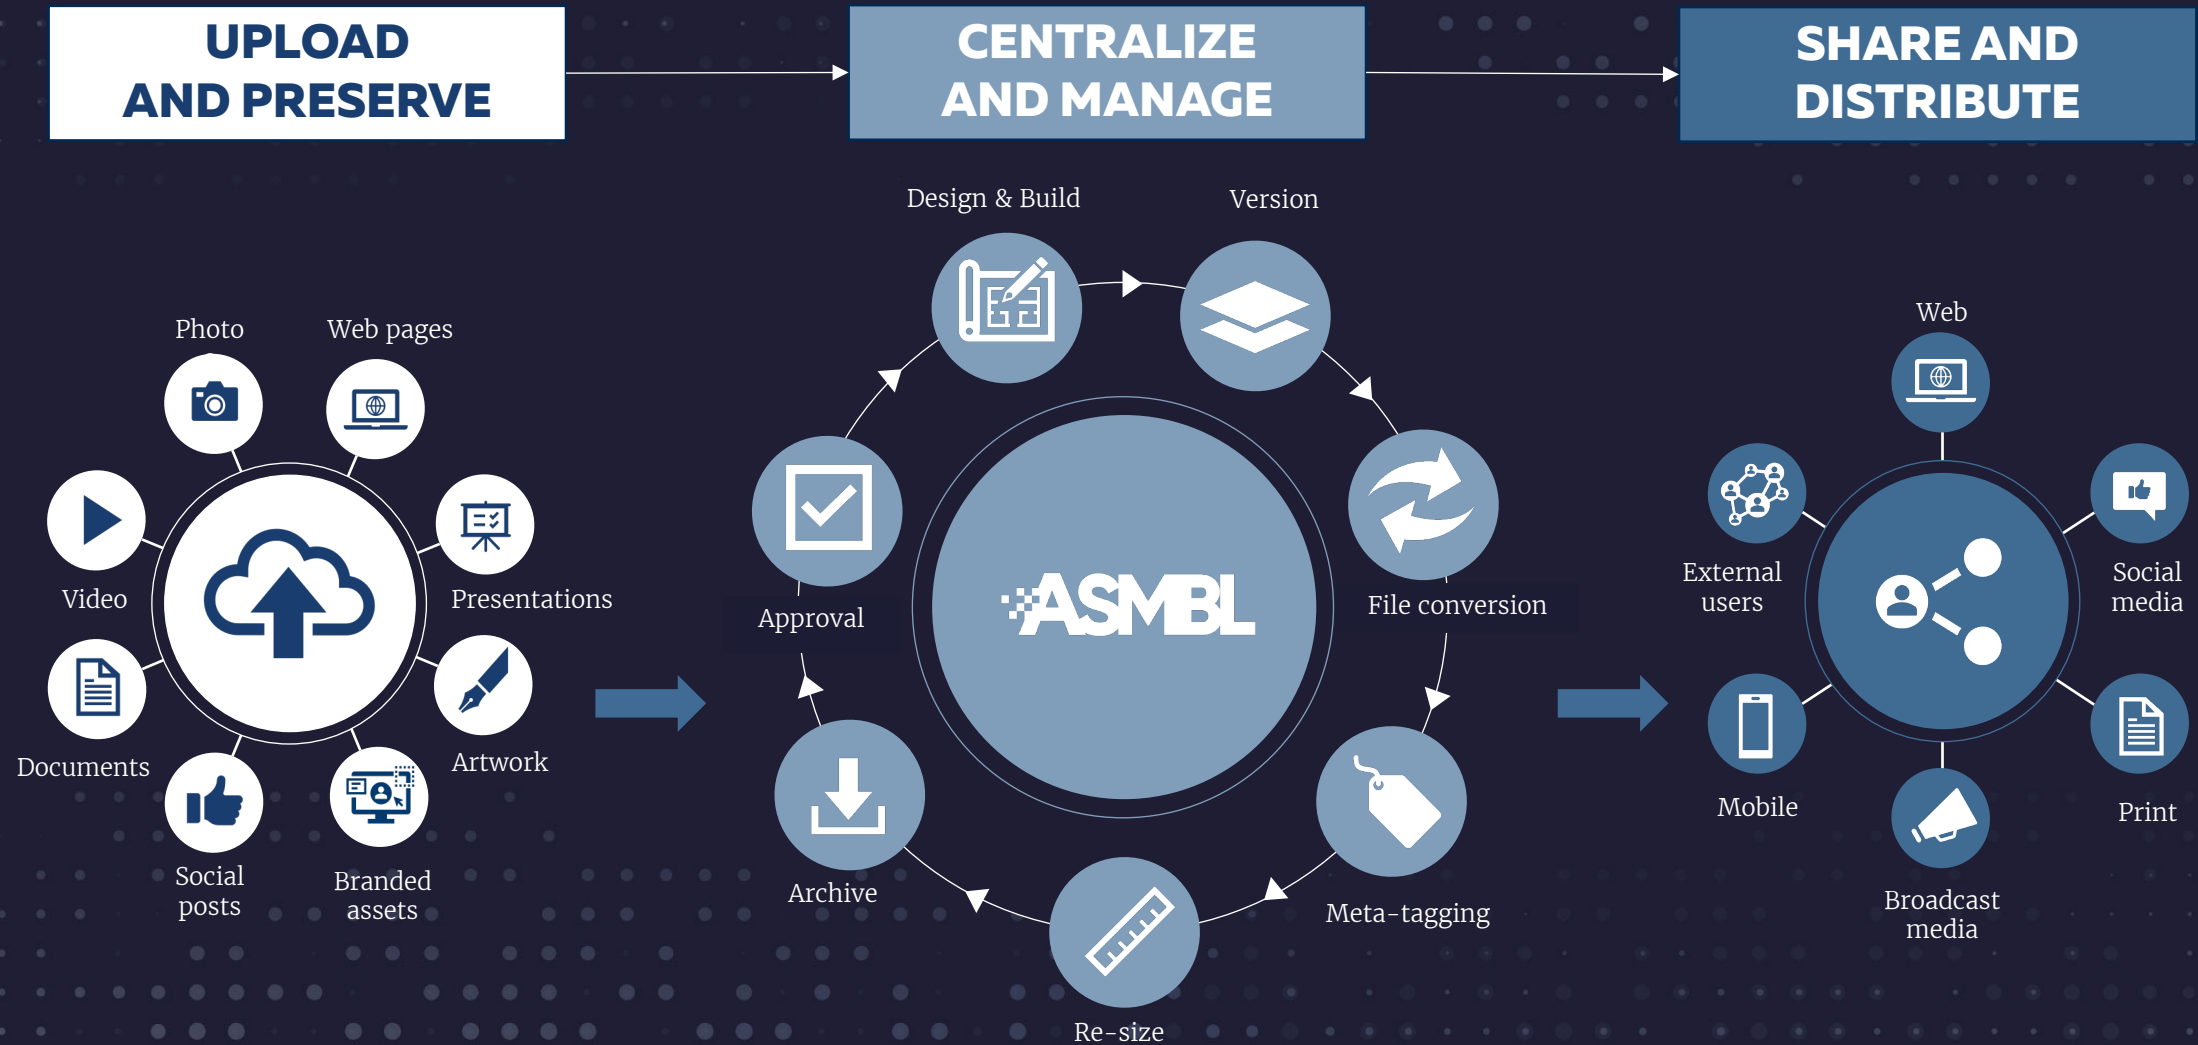 UPLOAD
AND PRESERVE
CENTRALIZE
AND MANAGE
SHARE AND
DISTRIBUTE
Photo
Web pages
Video
Presentations
Documents
Artwork
Social
posts
Branded
assets
Design & Build
Version
Approval
File conversion
ASMBL
Archive
Meta-tagging
Re-size
Web
External
users
Social
media
Mobile
Print
Broadcast
media